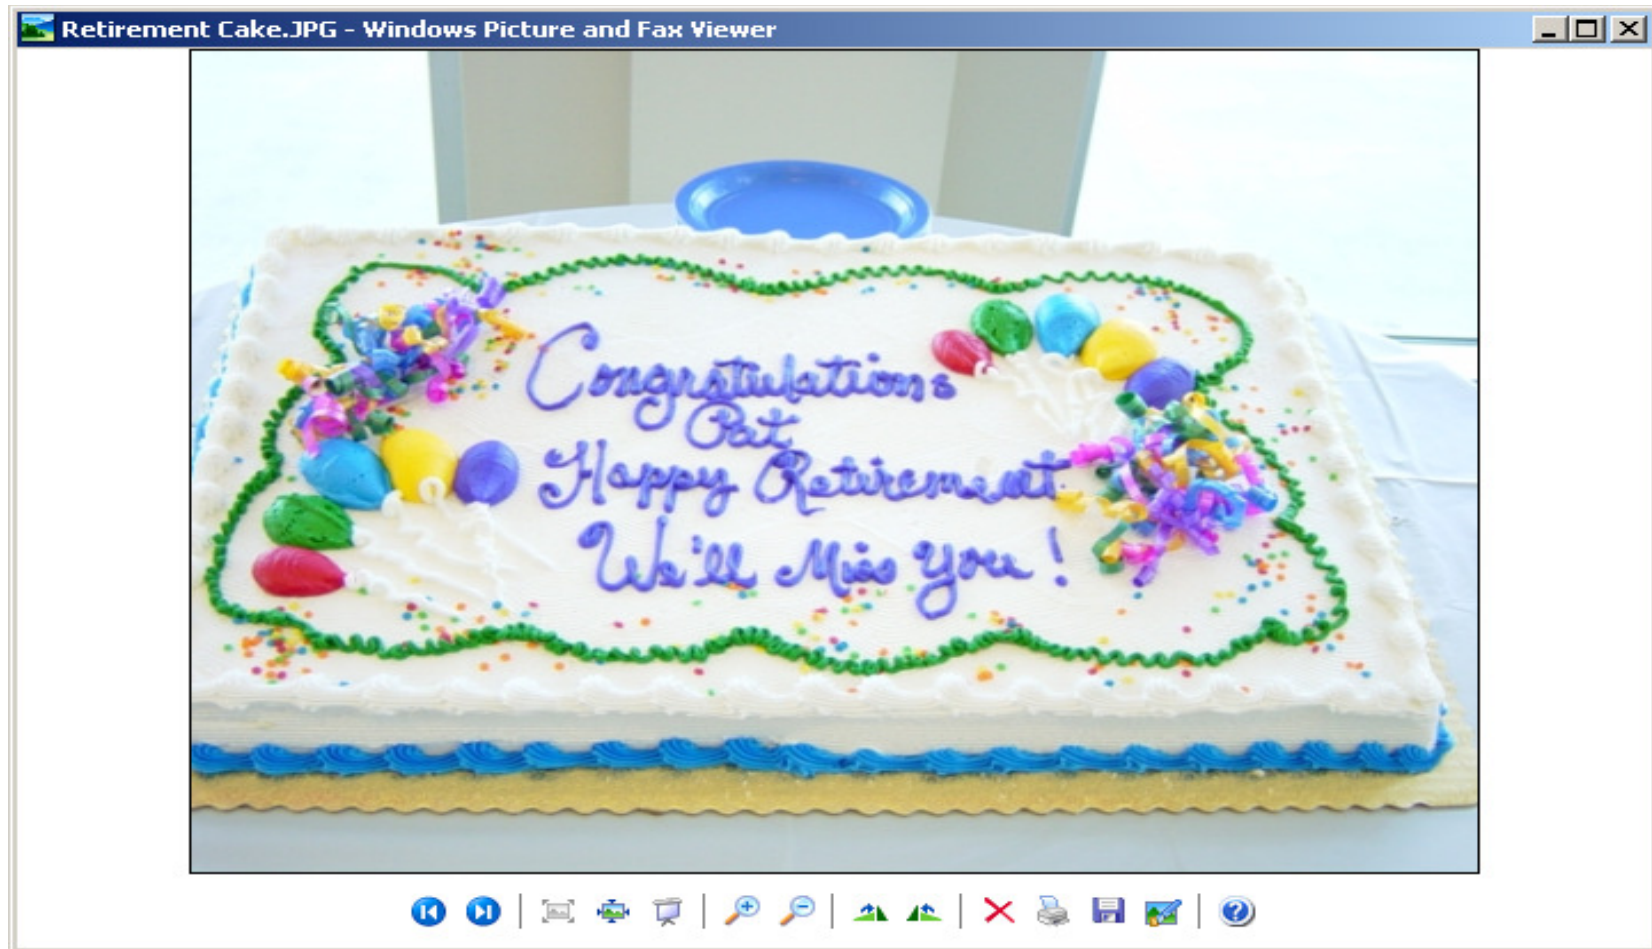 Retirement Cake.JPG - Windows Picture and Fax Viewer
Congratulations
Pat
Happy Retirement
We'll Miss You!